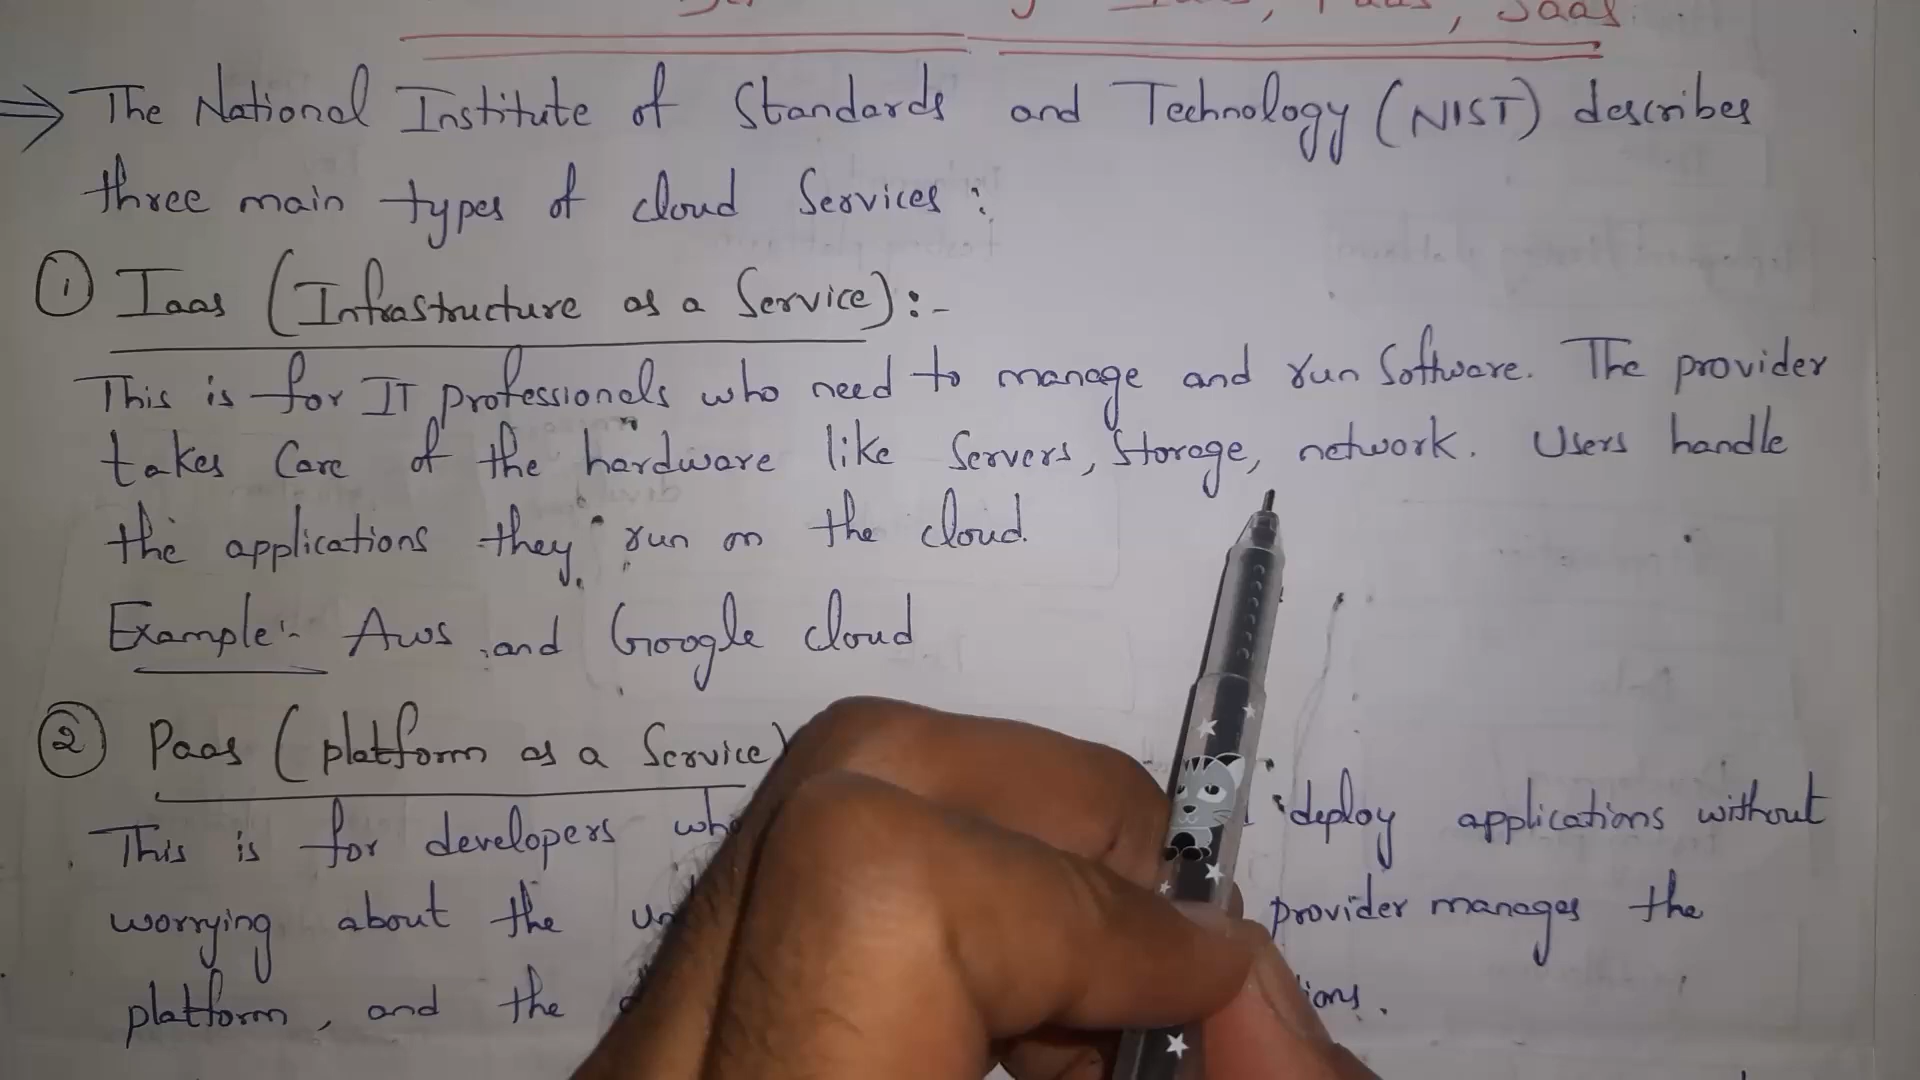 Iaas, Paas, Saas
⇒ The National Institute of Standards and Technology (NIST) describes
three main types of cloud Services :
① Iaas (Infrastructure as a Service) :-
This is for IT professionals who need to manage and run Software. The provider
takes Care of the hardware like Servers, Storage, network. Users handle
the applications they run on the cloud.
Example :- Aws and Google cloud
② Paas (platform as a Service)
This is for developers who deploy applications without
worrying about the provider manages the
platform, and the